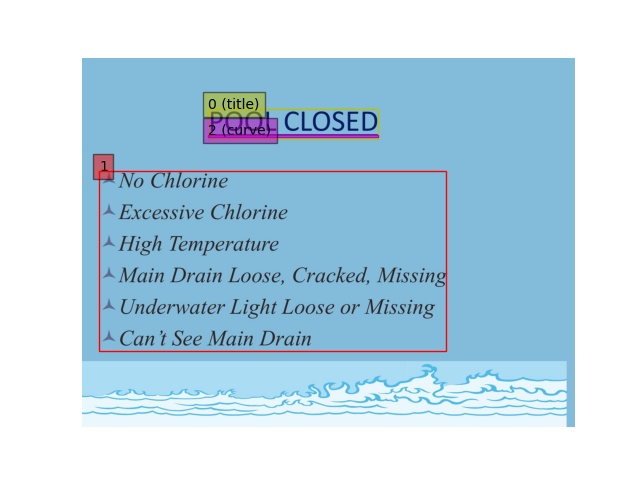 0 (title)
POOL CLOSED
2 (curve)
1
No Chlorine
Excessive Chlorine
High Temperature
Main Drain Loose, Cracked, Missing
Underwater Light Loose or Missing
Can't See Main Drain